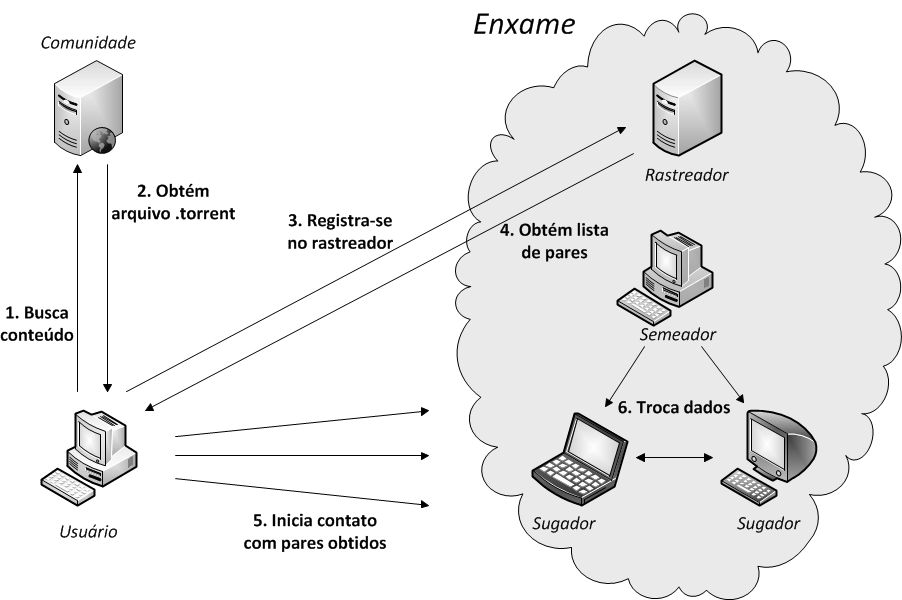 Enxame
Comunidade
Rastreador
2. Obtém
arquivo .torrent
3. Registra-se
no rastreador
4. Obtém lista
de pares
1. Busca
conteúdo
Semeador
6. Troca dados
Usuário
5. Inicia contato
com pares obtidos
Sugador
Sugador